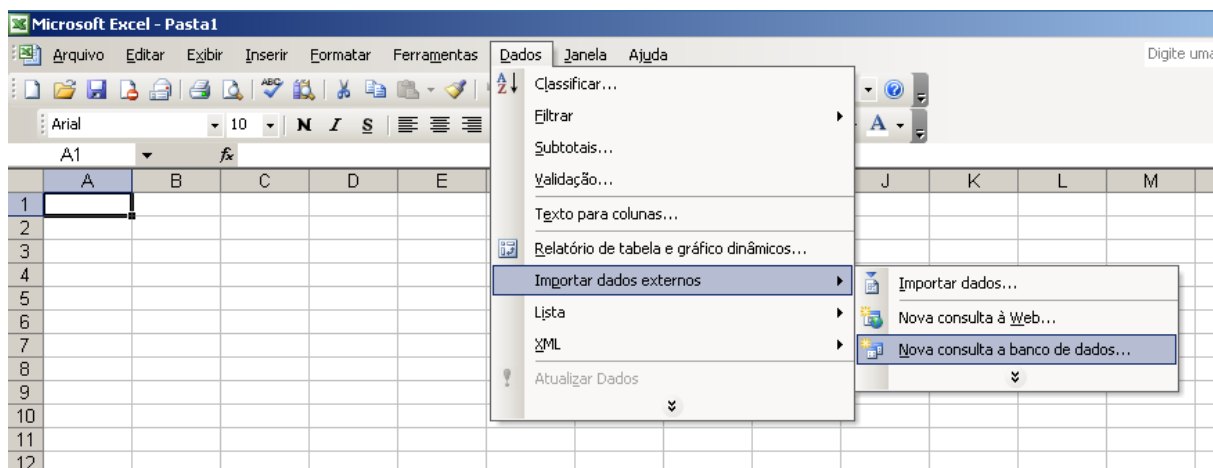 Microsoft Excel - Pasta1
Arquivo Editar Exibir Inserir Formatar Ferramentas Dados Janela Ajuda Digite uma
Arial 10 N I S A
A1 fx
A B C D E J K L M
1
2
3
4
5
6
7
8
9
10
11
12
Classificar...
Filtrar
Subtotais...
Validação...
Texto para colunas...
Relatório de tabela e gráfico dinâmicos...
Importar dados externos
Lista
XML
Atualizar Dados
Importar dados...
Nova consulta à Web...
Nova consulta a banco de dados...